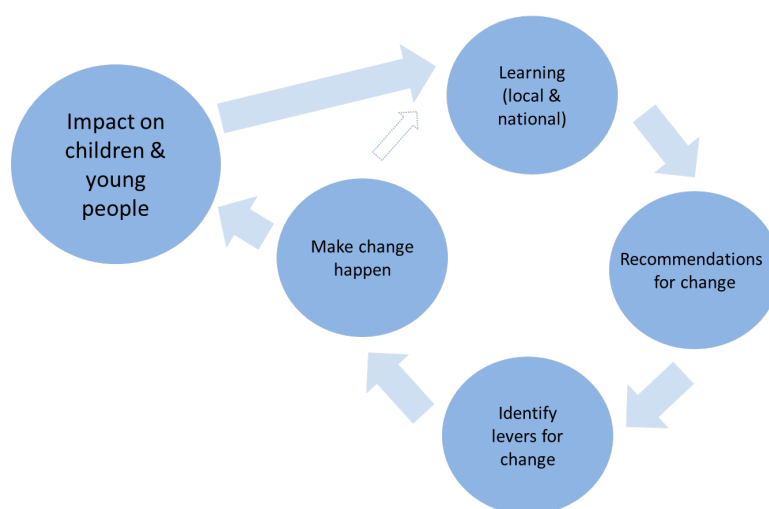 Learning
(local &
national)
Impact on
children &
young
people
Make change
happen
Recommendations
for change
Identify
levers for
change